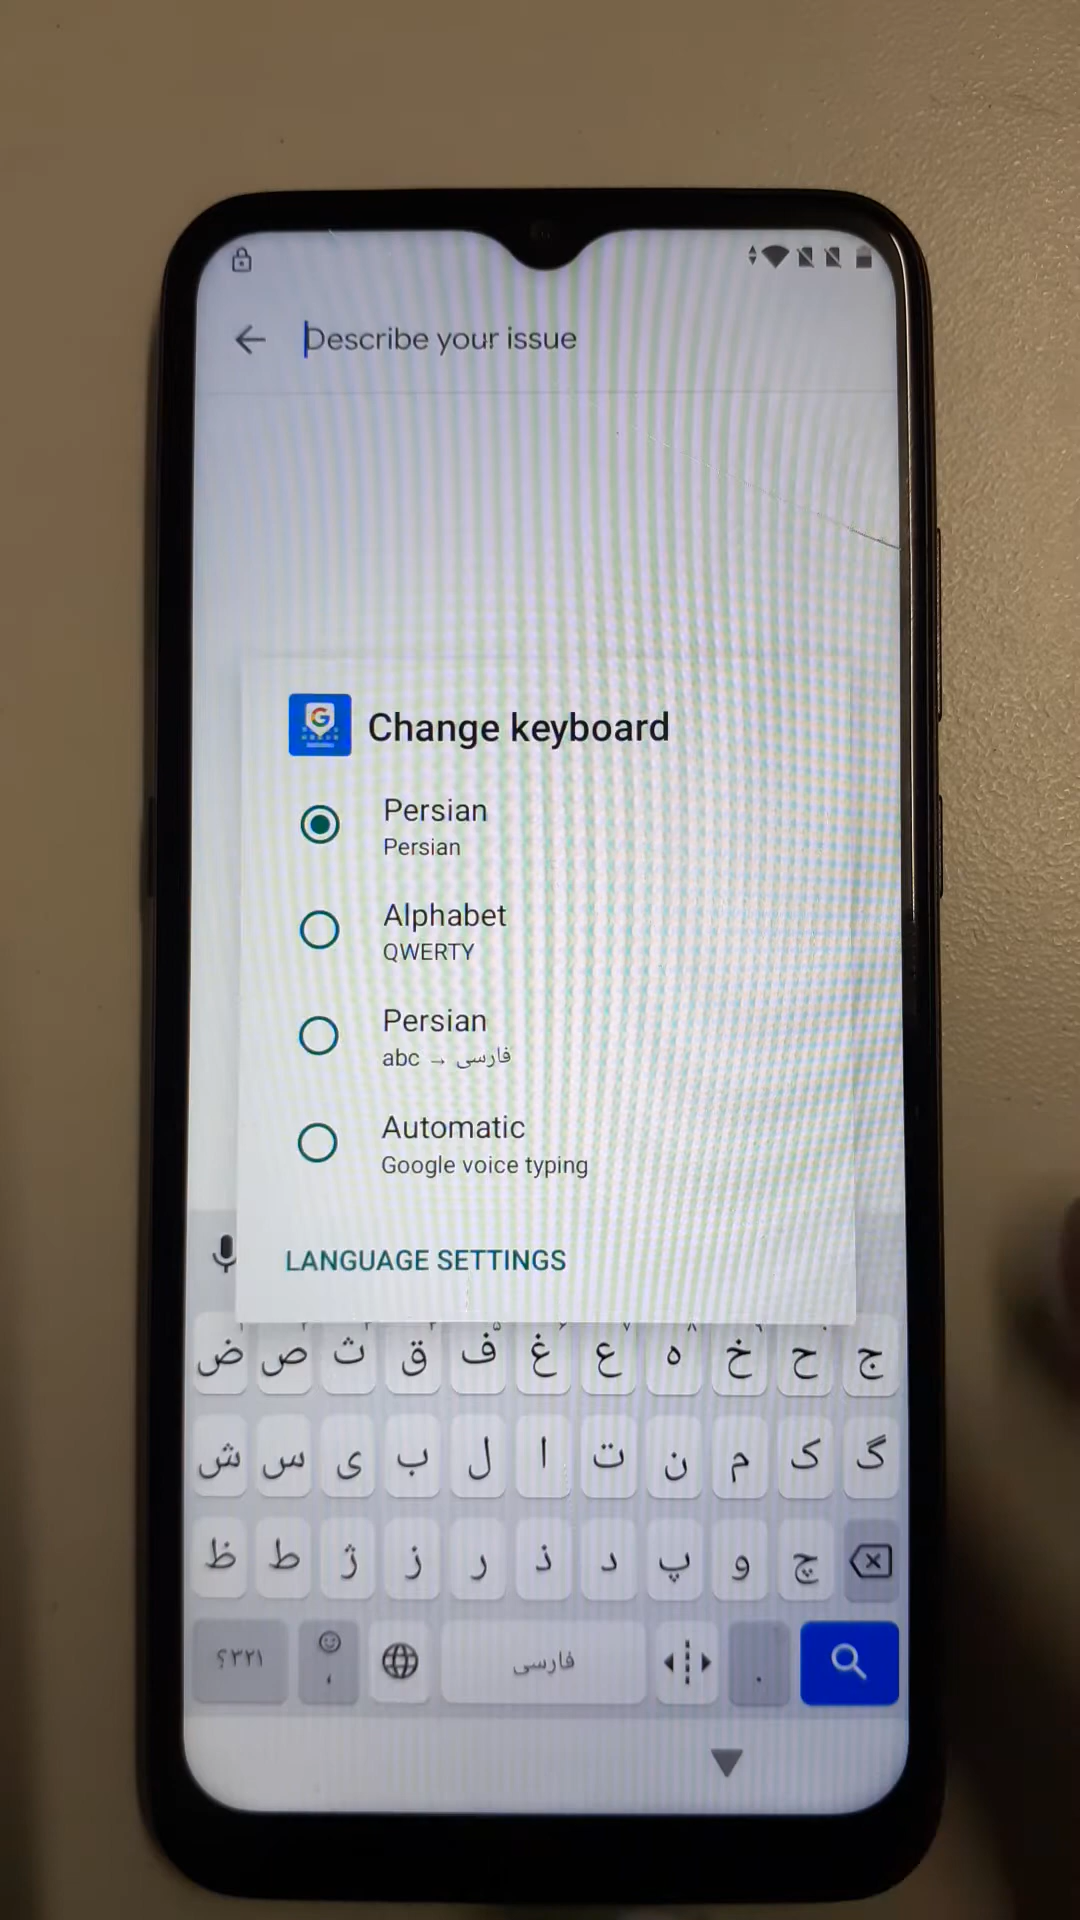 Describe your issue
Change keyboard
Persian
Persian
Alphabet
QWERTY
Persian
abc → فارسی
Automatic
Google voice typing
LANGUAGE SETTINGS
ض ص ث ق ف غ ع ه خ ح ج
ش س ی ب ل ا ت ن م ک گ
ظ ط ژ ز ر ذ د پ و چ
؟۳۲۱ ، فارسی .